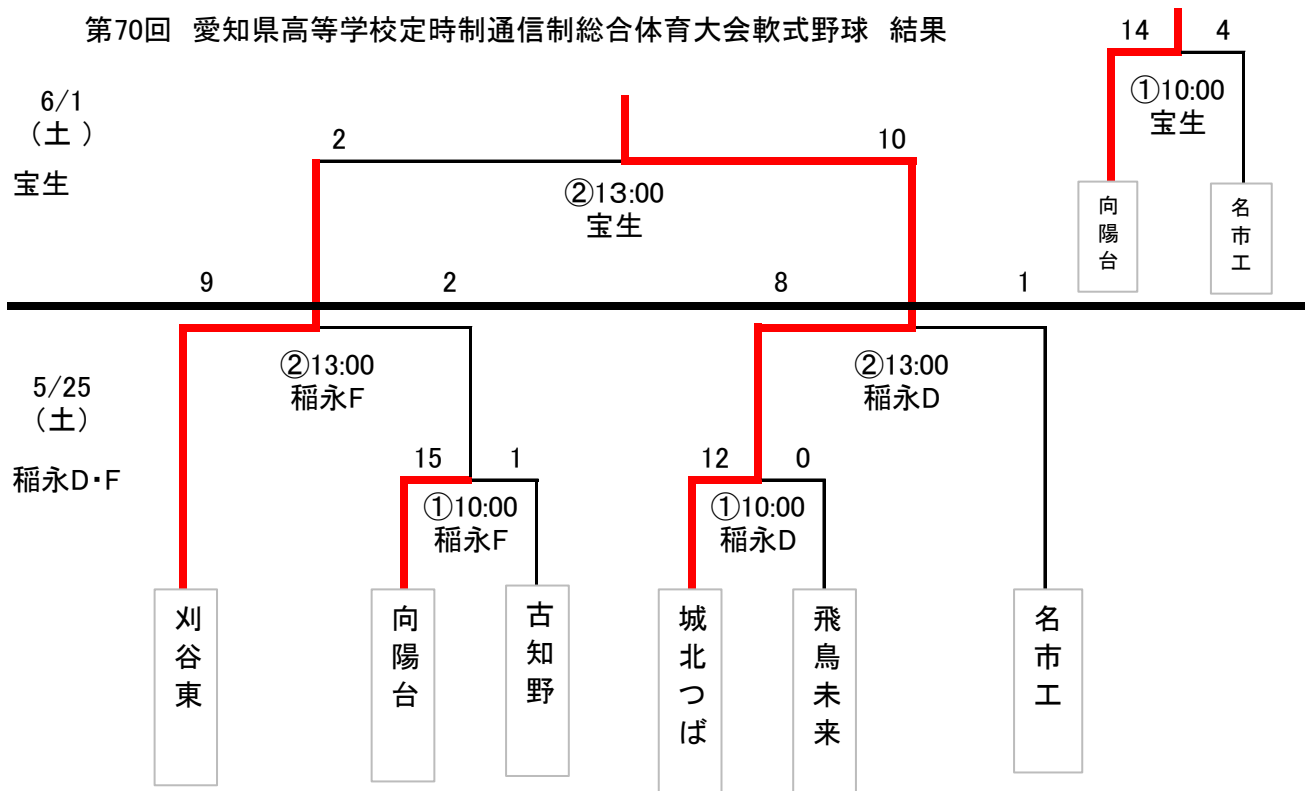 第70回 愛知県高等学校定時制通信制総合体育大会軟式野球 結果
14 4
①10:00
宝生
向陽台
名市工
6/1
（土 ）
宝生
2 10
②13:00
宝生
9 2 8 1
5/25
（土）
稲永D・F
②13:00
稲永F
②13:00
稲永D
15 1
①10:00
稲永F
12 0
①10:00
稲永D
刈谷東
向陽台
古知野
城北つば
飛鳥未来
名市工